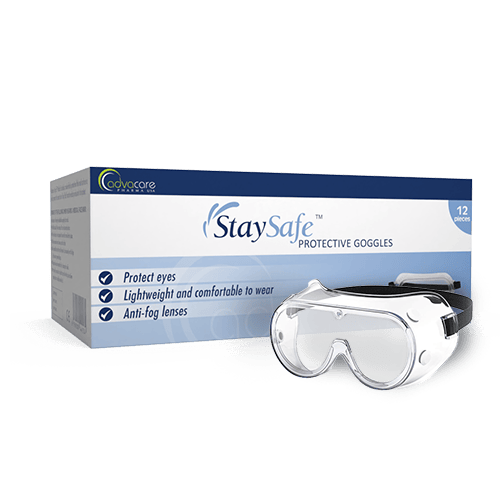 advacare
PHARMA USA
StaySafe™
PROTECTIVE GOGGLES
12
pieces
Protect eyes
Lightweight and comfortable to wear
Anti-fog lenses